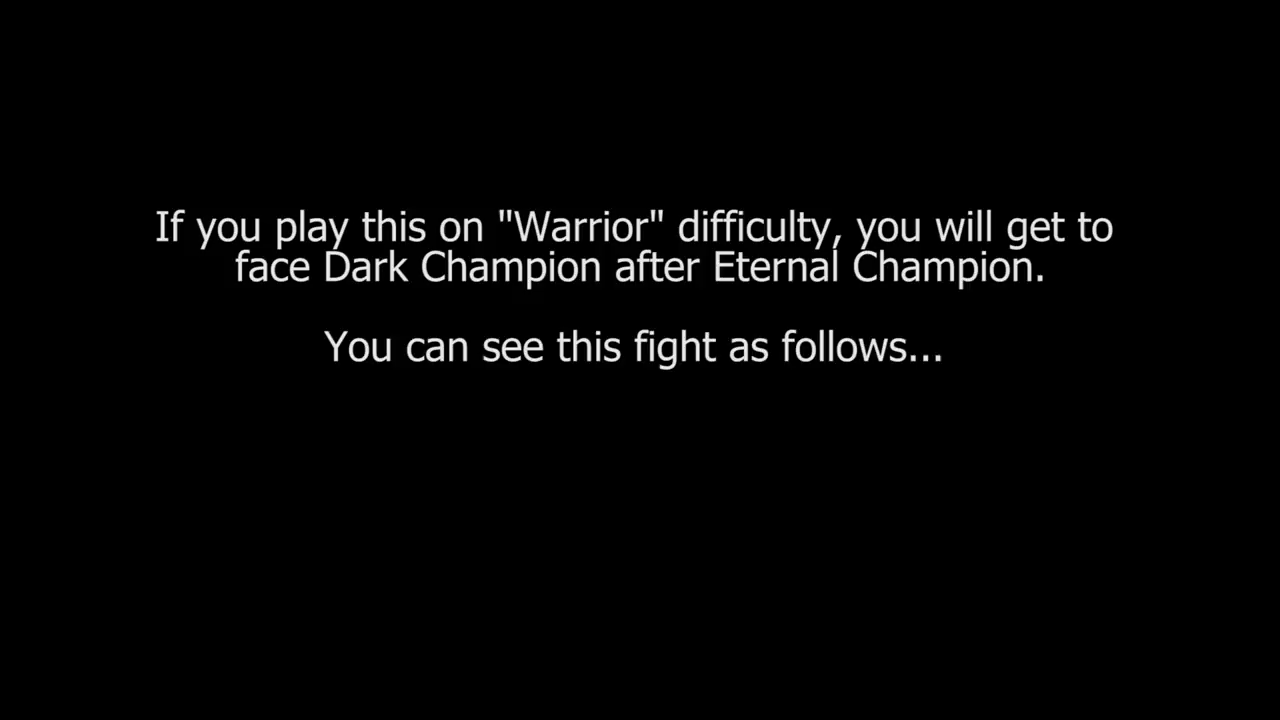 If you play this on "Warrior" difficulty, you will get to
face Dark Champion after Eternal Champion.
You can see this fight as follows...